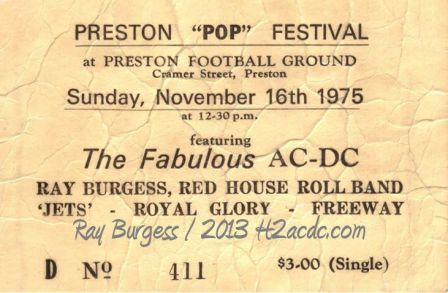 PRESTON “POP” FESTIVAL
at PRESTON FOOTBALL GROUND
Cramer Street, Preston
Sunday, November 16th 1975
at 12-30 p.m.
featuring
The Fabulous AC-DC
RAY BURGESS, RED HOUSE ROLL BAND
‘JETS’ - ROYAL GLORY - FREEWAY
Ray Burgess / 2013 H2acdc.com
D No 411 $3.00 (Single)